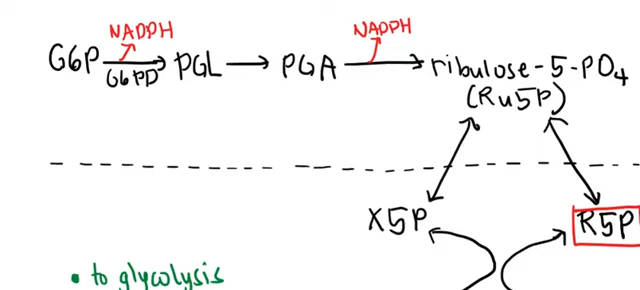 NADPH NADPH
G6P PGL PGA ribulose-5-PO4
G6PD
(Ru5P)
X5P R5P
• to glycolysis